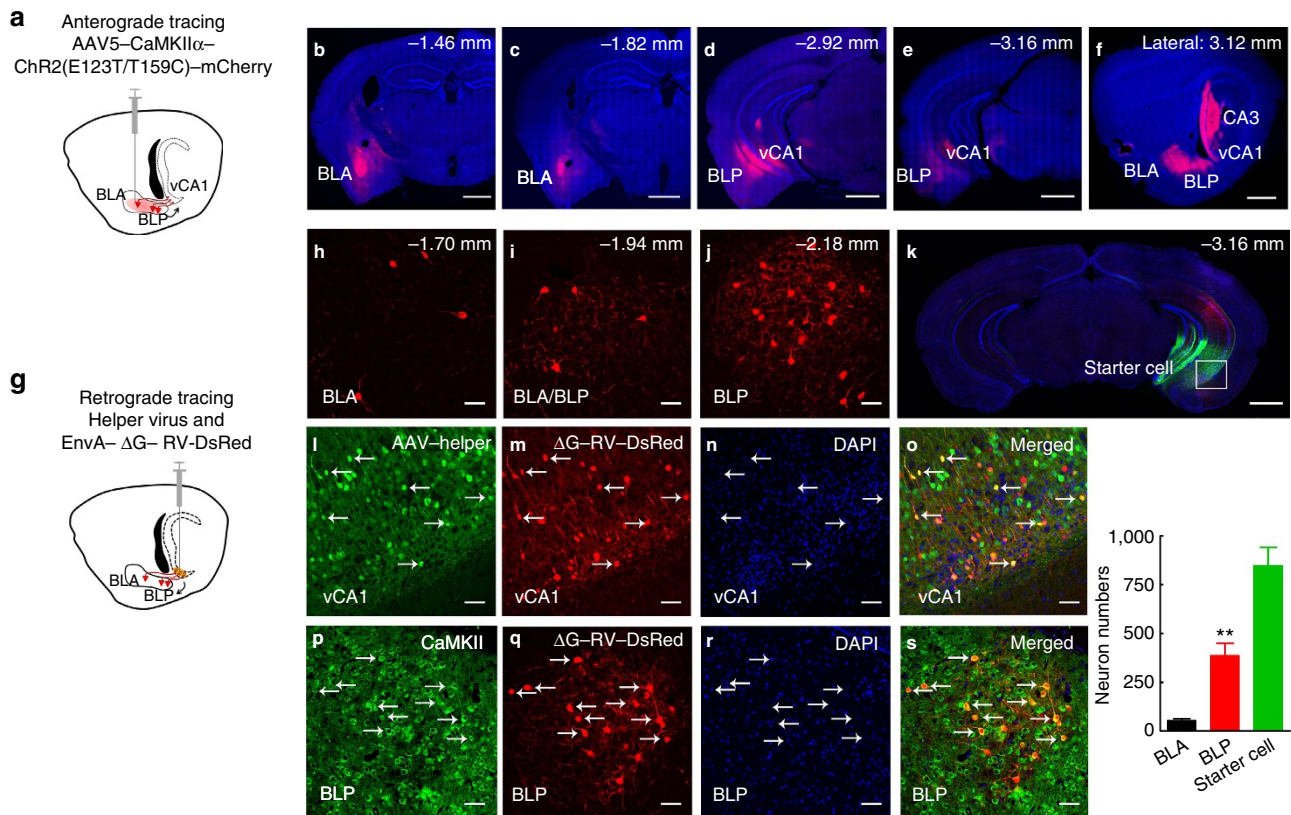 a
Anterograde tracing
AAV5–CaMKIIα–
ChR2(E123T/T159C)–mCherry
BLA
vCA1
BLP
b
–1.46 mm
BLA
c
–1.82 mm
BLA
d
–2.92 mm
vCA1
BLP
e
–3.16 mm
vCA1
BLP
f
Lateral: 3.12 mm
CA3
vCA1
BLA
BLP
g
Retrograde tracing
Helper virus and
EnvA– ΔG– RV-DsRed
BLA
BLP
h
–1.70 mm
BLA
i
–1.94 mm
BLA/BLP
j
–2.18 mm
BLP
k
–3.16 mm
Starter cell
l
AAV–helper
vCA1
m
ΔG–RV–DsRed
vCA1
n
DAPI
vCA1
o
Merged
vCA1
p
CaMKII
BLP
q
ΔG–RV–DsRed
BLP
r
DAPI
BLP
s
Merged
BLP
Neuron numbers
1,000
750
500
250
0
**
BLA
BLP
Starter cell